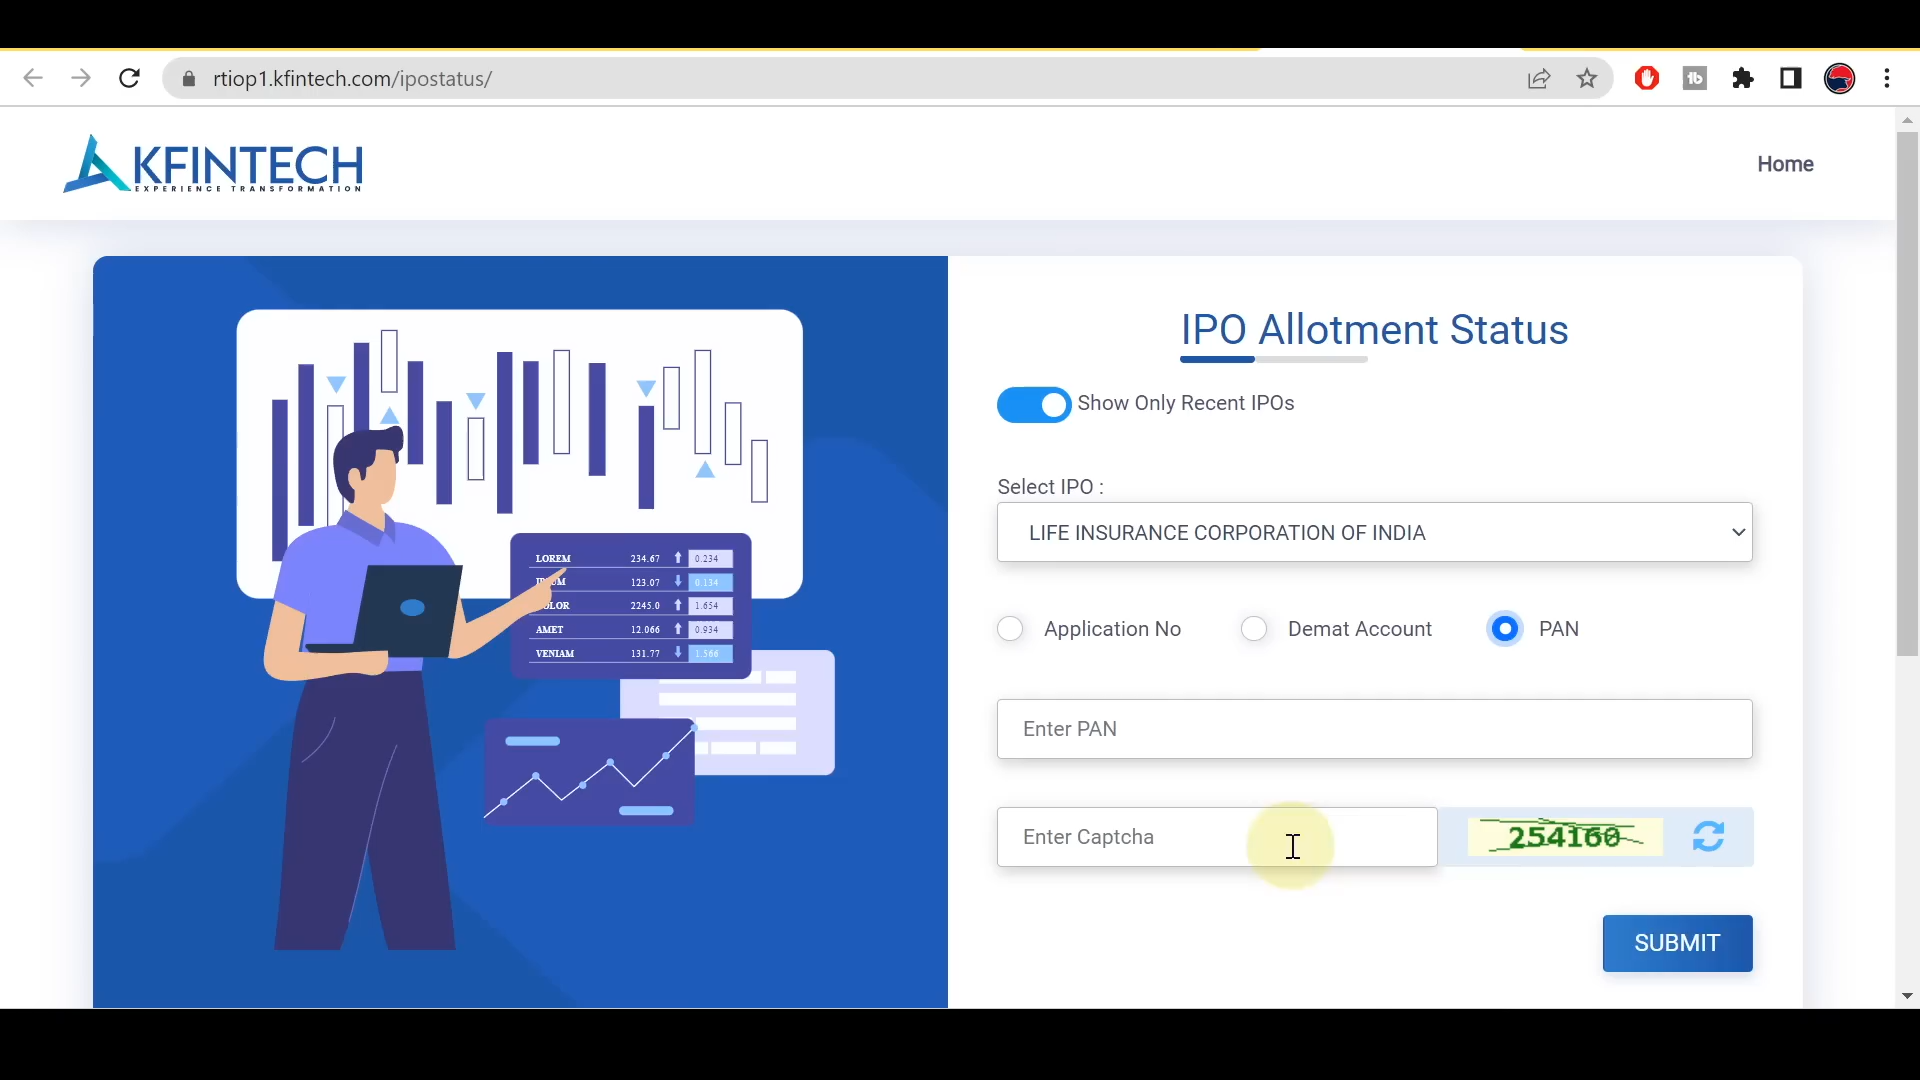 rtiop1.kfintech.com/ipostatus/
KFINTECH
EXPERIENCE TRANSFORMATION
Home
IPO Allotment Status
Show Only Recent IPOs
Select IPO :
LIFE INSURANCE CORPORATION OF INDIA
Application No
Demat Account
PAN
Enter PAN
Enter Captcha
254160
SUBMIT
LOREM 234.67 0.234
123.07 0.134
2245.0 1.654
AMET 12.066 0.934
VENIAM 131.77 1.566